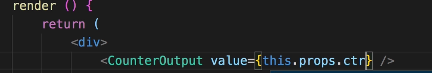 render () {
return (
<div>
<CounterOutput value={this.props.ctr} />